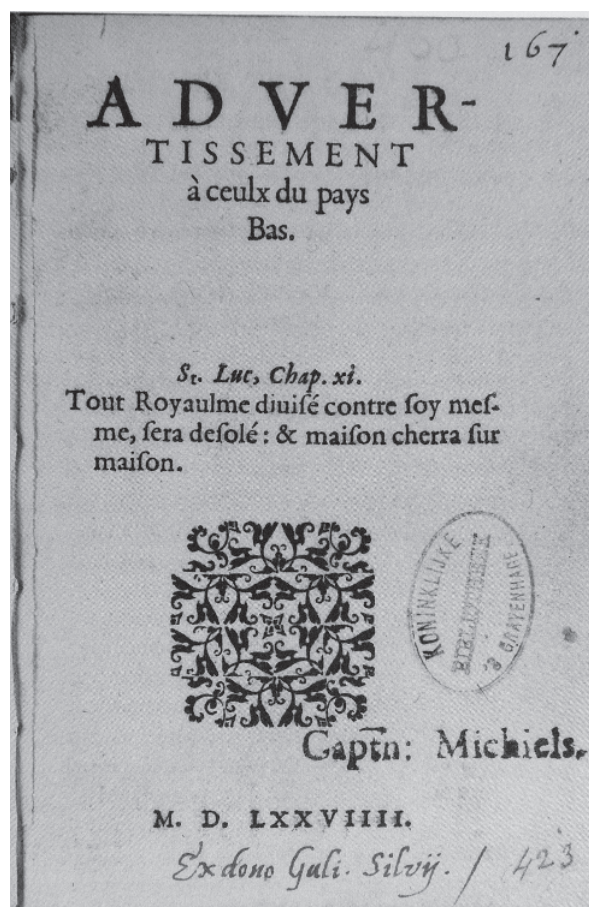 167
ADVER-
TISSEMENT
à ceulx du pays
Bas.
St. Luc, Chap. xi.
Tout Royaulme diuisé contre soy mes-
me, sera desolé: & maison cherra sur
maison.
KONINKLIJKE
BIBLIOTHEEK
'S GRAVENHAGE
Captn: Michiels.
M. D. LXXVIIII.
Ex dono Guli. Silvij. / 423